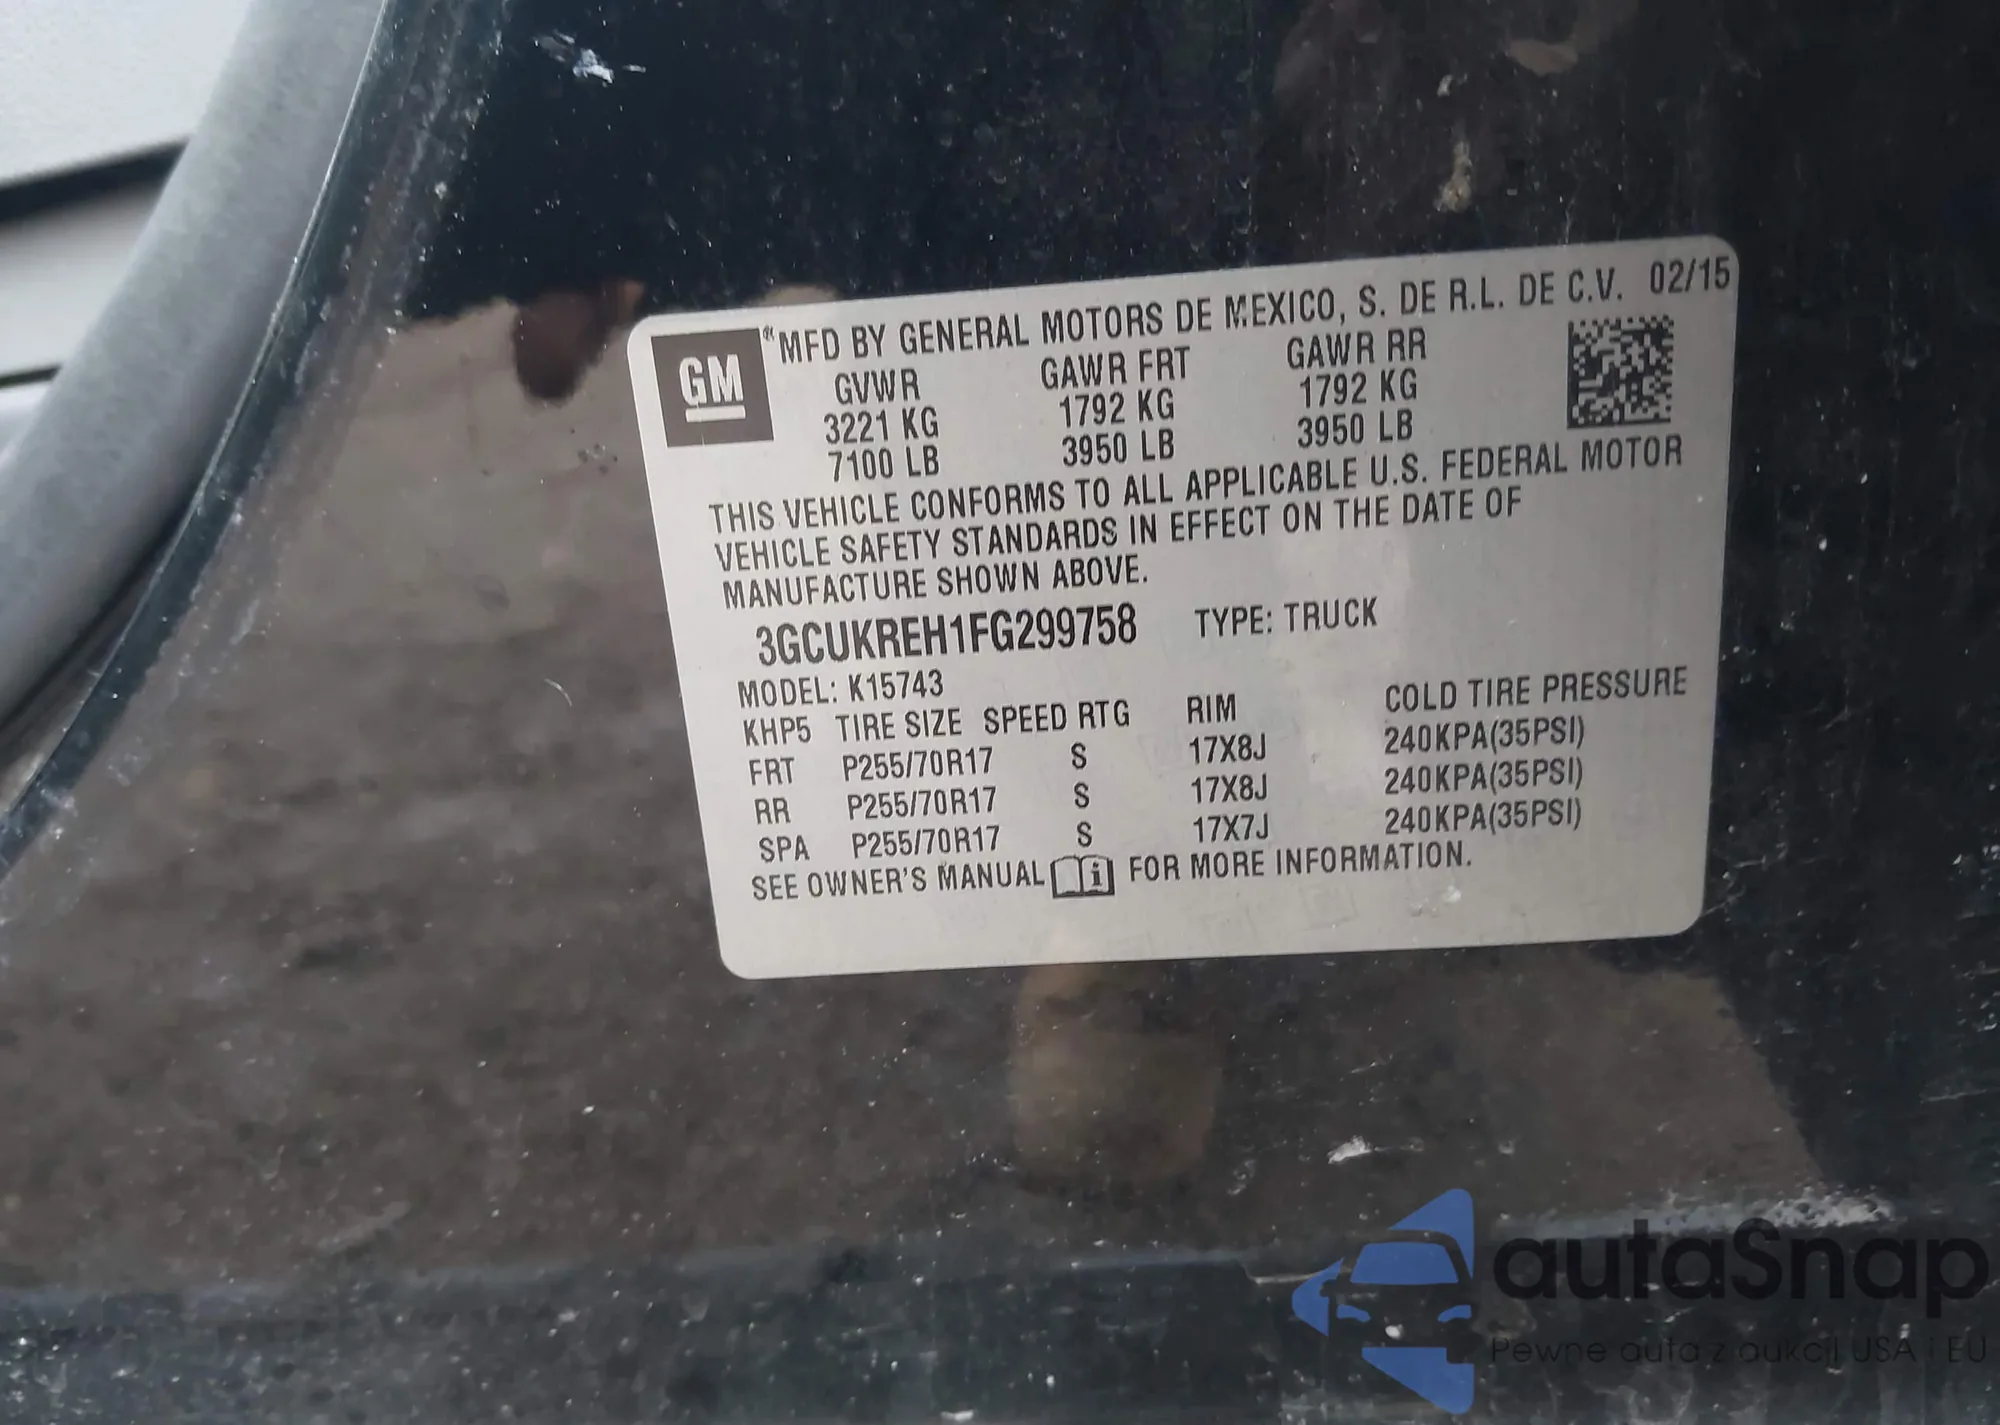 GM
"MFD BY GENERAL MOTORS DE MEXICO, S. DE R.L. DE C.V. 02/15
GVWR GAWR FRT GAWR RR
3221 KG 1792 KG 1792 KG
7100 LB 3950 LB 3950 LB
THIS VEHICLE CONFORMS TO ALL APPLICABLE U.S. FEDERAL MOTOR
VEHICLE SAFETY STANDARDS IN EFFECT ON THE DATE OF
MANUFACTURE SHOWN ABOVE.
3GCUKREH1FG299758 TYPE: TRUCK
MODEL: K15743
KHP5 TIRE SIZE SPEED RTG RIM COLD TIRE PRESSURE
FRT P255/70R17 S 17X8J 240KPA(35PSI)
RR P255/70R17 S 17X8J 240KPA(35PSI)
SPA P255/70R17 S 17X7J 240KPA(35PSI)
SEE OWNER'S MANUAL i FOR MORE INFORMATION.
autaSnap
Pewne auta z aukcji USA i EU